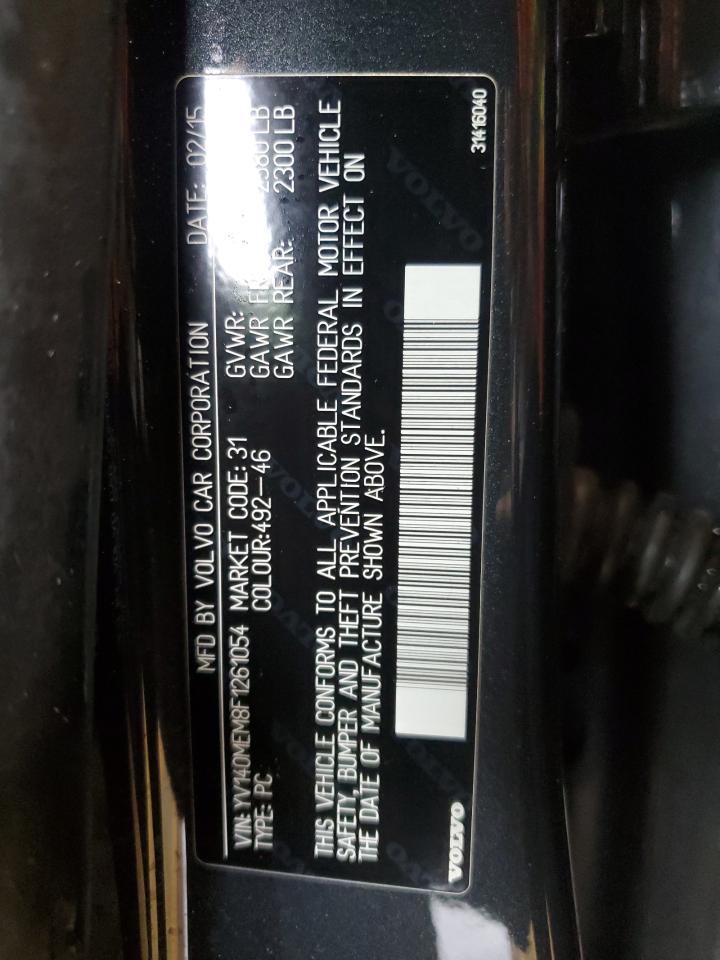 MFD BY VOLVO CAR CORPORATION DATE: 02/15
VIN: YV140MEM8F1261054 MARKET CODE: 31 GVWR:
TYPE: PC COLOUR:492-46 GAWR 2580 LB
GAWR REAR: 2300 LB
THIS VEHICLE CONFORMS TO ALL APPLICABLE FEDERAL MOTOR VEHICLE
SAFETY, BUMPER AND THEFT PREVENTION STANDARDS IN EFFECT ON
THE DATE OF MANUFACTURE SHOWN ABOVE.
VOLVO
31416040